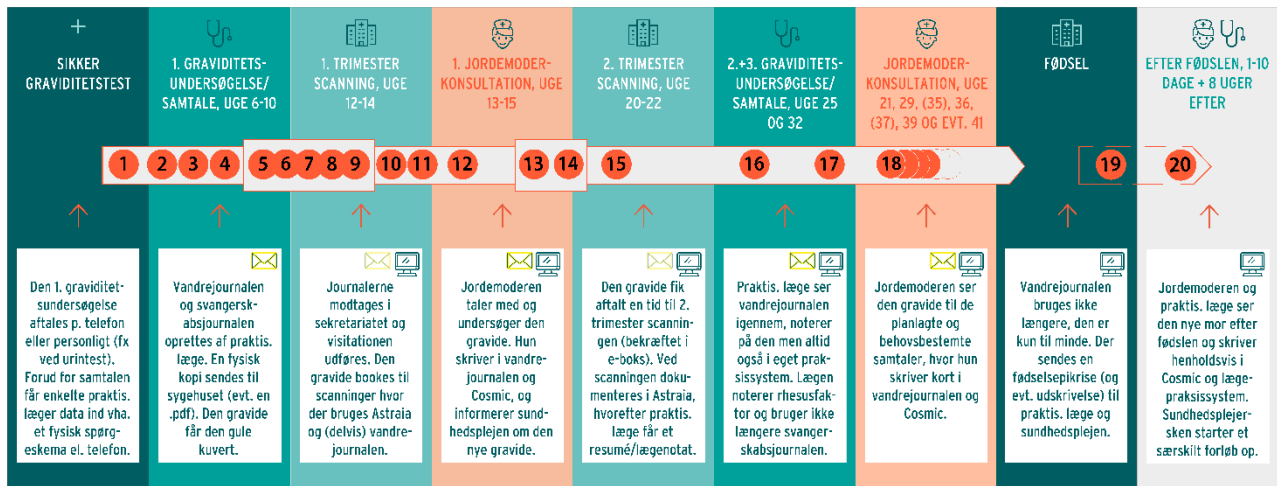 SIKKER
GRAVIDITETSTEST
1. GRAVIDITETS-
UNDERSØGELSE/
SAMTALE, UGE 6-10
1. TRIMESTER
SCANNING, UGE
12-14
1. JORDEMODER-
KONSULTATION, UGE
13-15
2. TRIMESTER
SCANNING, UGE
20-22
2.+3. GRAVIDITETS-
UNDERSØGELSE/
SAMTALE, UGE 25
OG 32
JORDEMODER-
KONSULTATION, UGE
21, 29, (35), 36,
(37), 39 OG EVT. 41
FØDSEL
EFTER FØDSLEN, 1-10
DAGE + 8 UGER
EFTER
1 2 3 4 5 6 7 8 9 10 11 12 13 14 15 16 17 18 19 20
Den 1. graviditet-
sundersøgelse
aftales p. telefon
eller personligt (fx
ved urintest).
Forud for samtalen
får enkelte praktis.
læger data ind vha.
et fysisk spørg-
eskema el. telefon.
Vandrejournalen
og svangersk-
absjournalen
oprettes af praktis.
læge. En fysisk
kopi sendes til
sygehuset (evt. en
.pdf). Den gravide
får den gule
kuvert.
Journalerne
modtages i
sekretariatet og
visitationen
udføres. Den
gravide bookes til
scanninger hvor
der bruges Astraia
og (delvis) vandre-
journalen.
Jordemoderen
taler med og
undersøger den
gravide. Hun
skriver i vandre-
journalen og
Cosmic, og
informerer sund-
hedsplejen om den
nye gravide.
Den gravide fik
aftalt en tid til 2.
trimester scannin-
gen (bekræftet i
e-boks). Ved
scanningen doku-
menteres i Astraia,
hvorefter praktis.
læge får et
resumé/lægenotat.
Praktis. læge ser
vandrejournalen
igennem, noterer
på den men altid
også i eget prak-
sissystem. Lægen
noterer rhesusfak-
tor og bruger ikke
længere svanger-
skabsjournalen.
Jordemoderen ser
den gravide til de
planlagte og
behovsbestemte
samtaler, hvor hun
skriver kort i
vandrejournalen og
Cosmic.
Vandrejournalen
bruges ikke
længere, den er
kun til minde. Der
sendes en
fødselsepikrise (og
evt. udskrivelse) til
praktis. læge og
sundhedsplejen.
Jordemoderen og
praktis. læge ser
den nye mor efter
fødslen og skriver
henholdsvis i
Cosmic og læge-
praksissystem.
Sundhedsplejer-
sken starter et
særskilt forløb op.